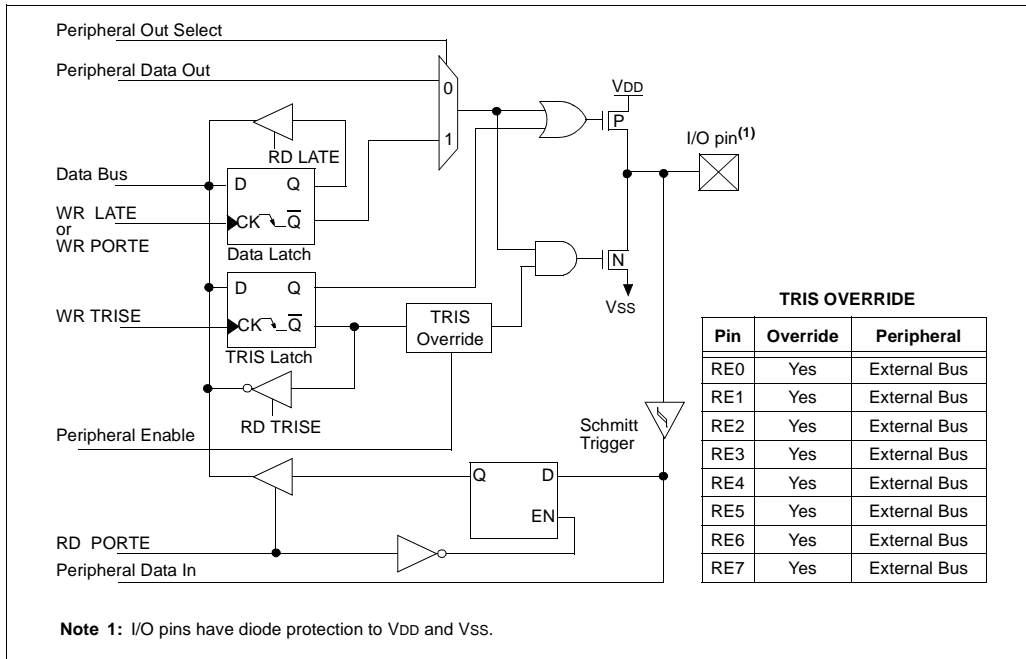 Peripheral Out Select
Peripheral Data Out
0
1
VDD
P
I/O pin(1)
RD LATE
Data Bus
D Q
WR LATE
or
WR PORTE
CK Q̅
Data Latch
N
VSS
D Q
WR TRISE
CK Q̅
TRIS Latch
TRIS
Override
RD TRISE
Peripheral Enable
Schmitt
Trigger
Q D
EN
RD PORTE
Peripheral Data In
TRIS OVERRIDE
Pin Override Peripheral
RE0 Yes External Bus
RE1 Yes External Bus
RE2 Yes External Bus
RE3 Yes External Bus
RE4 Yes External Bus
RE5 Yes External Bus
RE6 Yes External Bus
RE7 Yes External Bus
Note 1: I/O pins have diode protection to VDD and VSS.